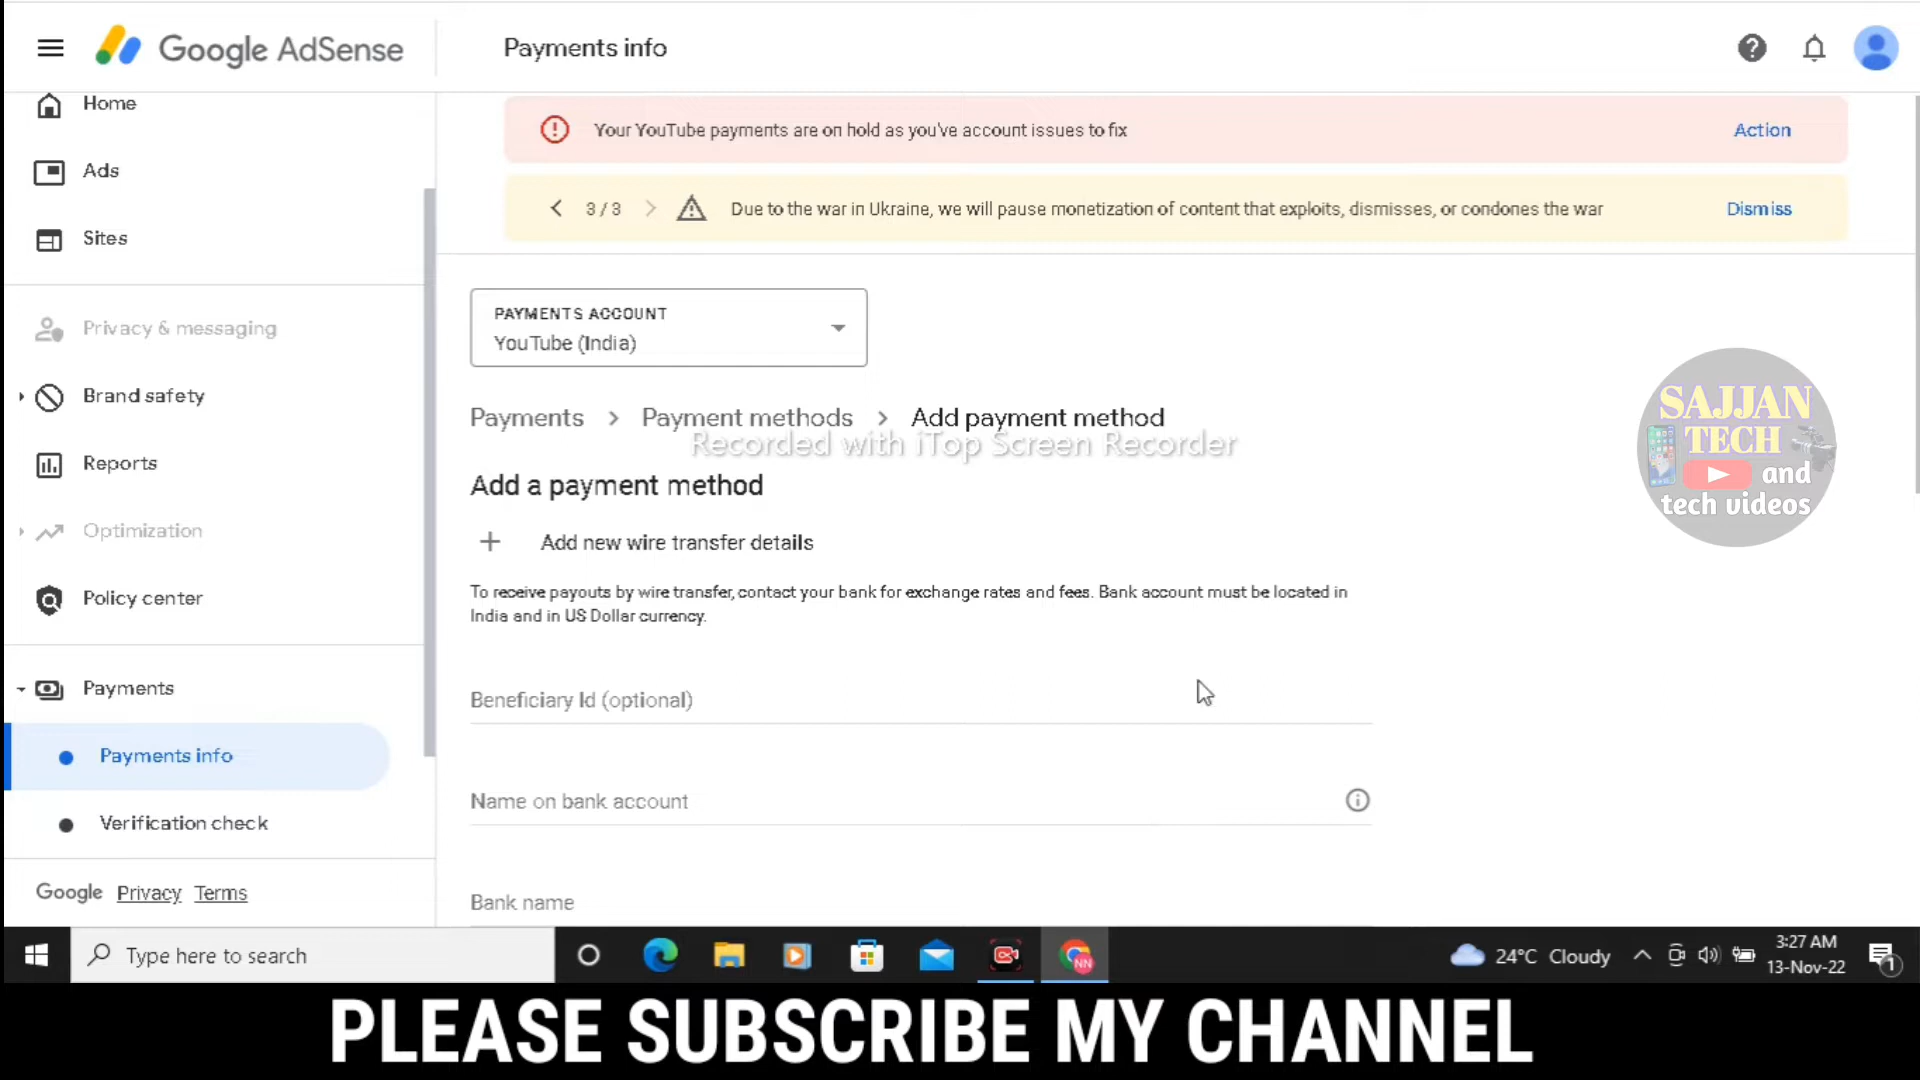 Google AdSense
Payments info
Home
Ads
Sites
Privacy & messaging
Brand safety
Reports
Optimization
Policy center
Payments
Payments info
Verification check
Google Privacy Terms
Your YouTube payments are on hold as you've account issues to fix
Action
3 / 3
Due to the war in Ukraine, we will pause monetization of content that exploits, dismisses, or condones the war
Dismiss
PAYMENTS ACCOUNT
YouTube (India)
Payments > Payment methods > Add payment method
Recorded with iTop Screen Recorder
Add a payment method
+ Add new wire transfer details
To receive payouts by wire transfer, contact your bank for exchange rates and fees. Bank account must be located in
India and in US Dollar currency.
Beneficiary Id (optional)
Name on bank account
Bank name
SAJJAN
TECH
and
tech videos
Type here to search
NN
24°C Cloudy
3:27 AM
13-Nov-22
1
PLEASE SUBSCRIBE MY CHANNEL